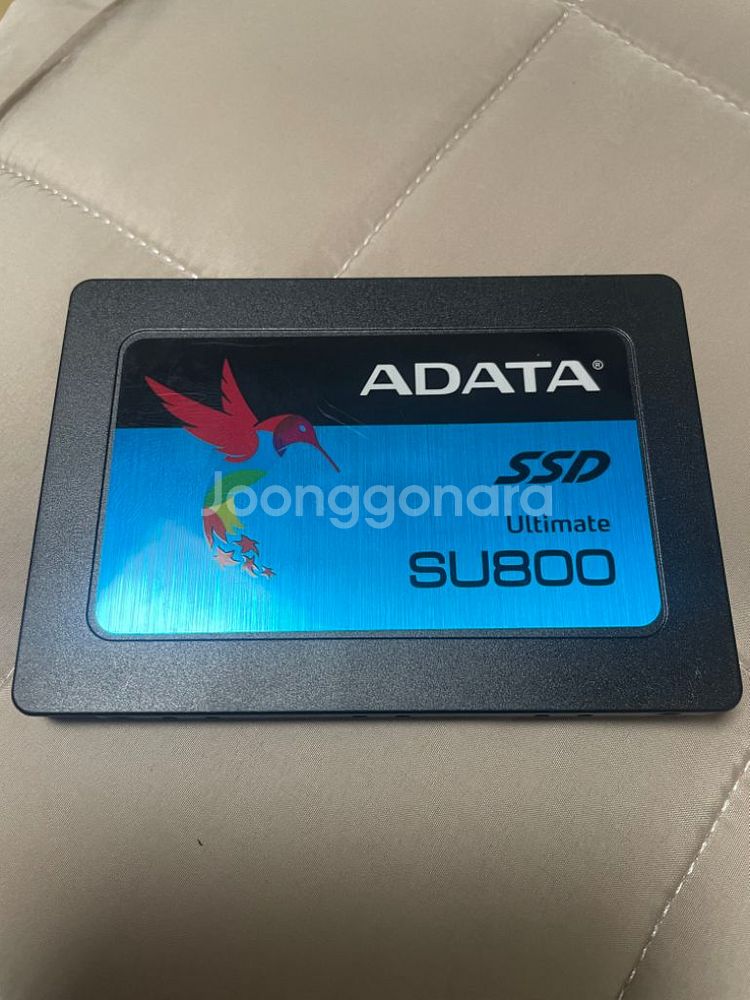 ADATA®
SSD
Joonggonara
Ultimate
SU800